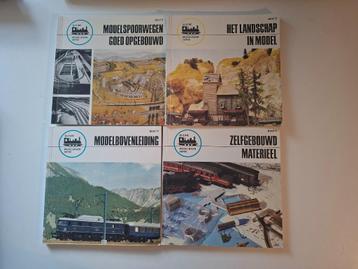 MODELSPOORWEGEN
GOED OPGEBOUWD
HET LANDSCHAP
IN MODEL
MODELBOVENLEIDING
ZELFGEBOUWD
MATERIEEL